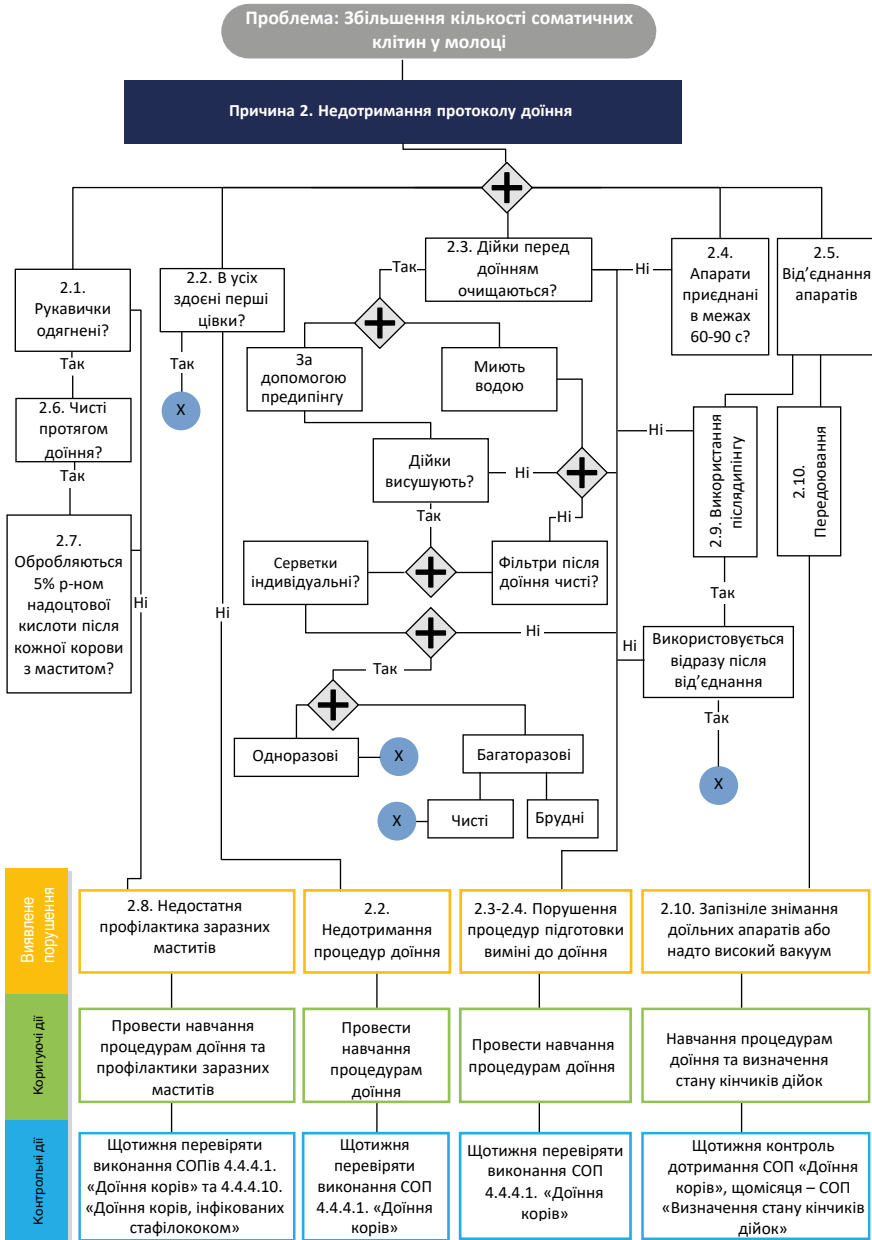 Проблема: Збільшення кількості соматичних
клітин у молоці
Причина 2. Недотримання протоколу доїння
2.1.
Рукавички
одягнені?
2.2. В усіх
здоєні перші
цівки?
Так
2.3. Дійки перед
доїнням
очищаються?
Ні
2.4.
Апарати
приєднані
в межах
60-90 с?
2.5.
Від’єднання
апаратів
Так
Так
За
допомогою
предипінгу
Миють
водою
X
2.6. Чисті
протягом
доїння?
Так
Дійки
висушують?
Ні
Ні
2.9. Використання
післядипінгу
2.10.
Передоювання
2.7.
Обробляються
5% р-ном
надоцтової
кислоти після
кожної корови
з маститом?
Ні
Ні
Так
Ні
Серветки
індивідуальні?
Фільтри після
доїння чисті?
Так
Ні
Ні
Використовується
відразу після
від’єднання
Так
Так
Одноразові
X
Багаторазові
X
X
Чисті
Брудні
Виявлене
порушення
2.8. Недостатня
профілактика заразних
маститів
2.2.
Недотримання
процедур доїння
2.3-2.4. Порушення
процедур підготовки
вимені до доїння
2.10. Запізніле знімання
доїльних апаратів або
надто високий вакуум
Коригуючі дії
Провести навчання
процедурам доїння та
профілактики заразних
маститів
Провести
навчання
процедурам
доїння
Провести навчання
процедурам доїння
Навчання процедурам
доїння та визначення
стану кінчиків дійок
Контрольні дії
Щотижня перевіряти
виконання СОПів 4.4.4.1.
«Доїння корів» та 4.4.4.10.
«Доїння корів, інфікованих
стафілококом»
Щотижня
перевіряти
виконання СОП
4.4.4.1. «Доїння
корів»
Щотижня перевіряти
виконання СОП
4.4.4.1. «Доїння
корів»
Щотижня контроль
дотримання СОП «Доїння
корів», щомісяця – СОП
«Визначення стану кінчиків
дійок»